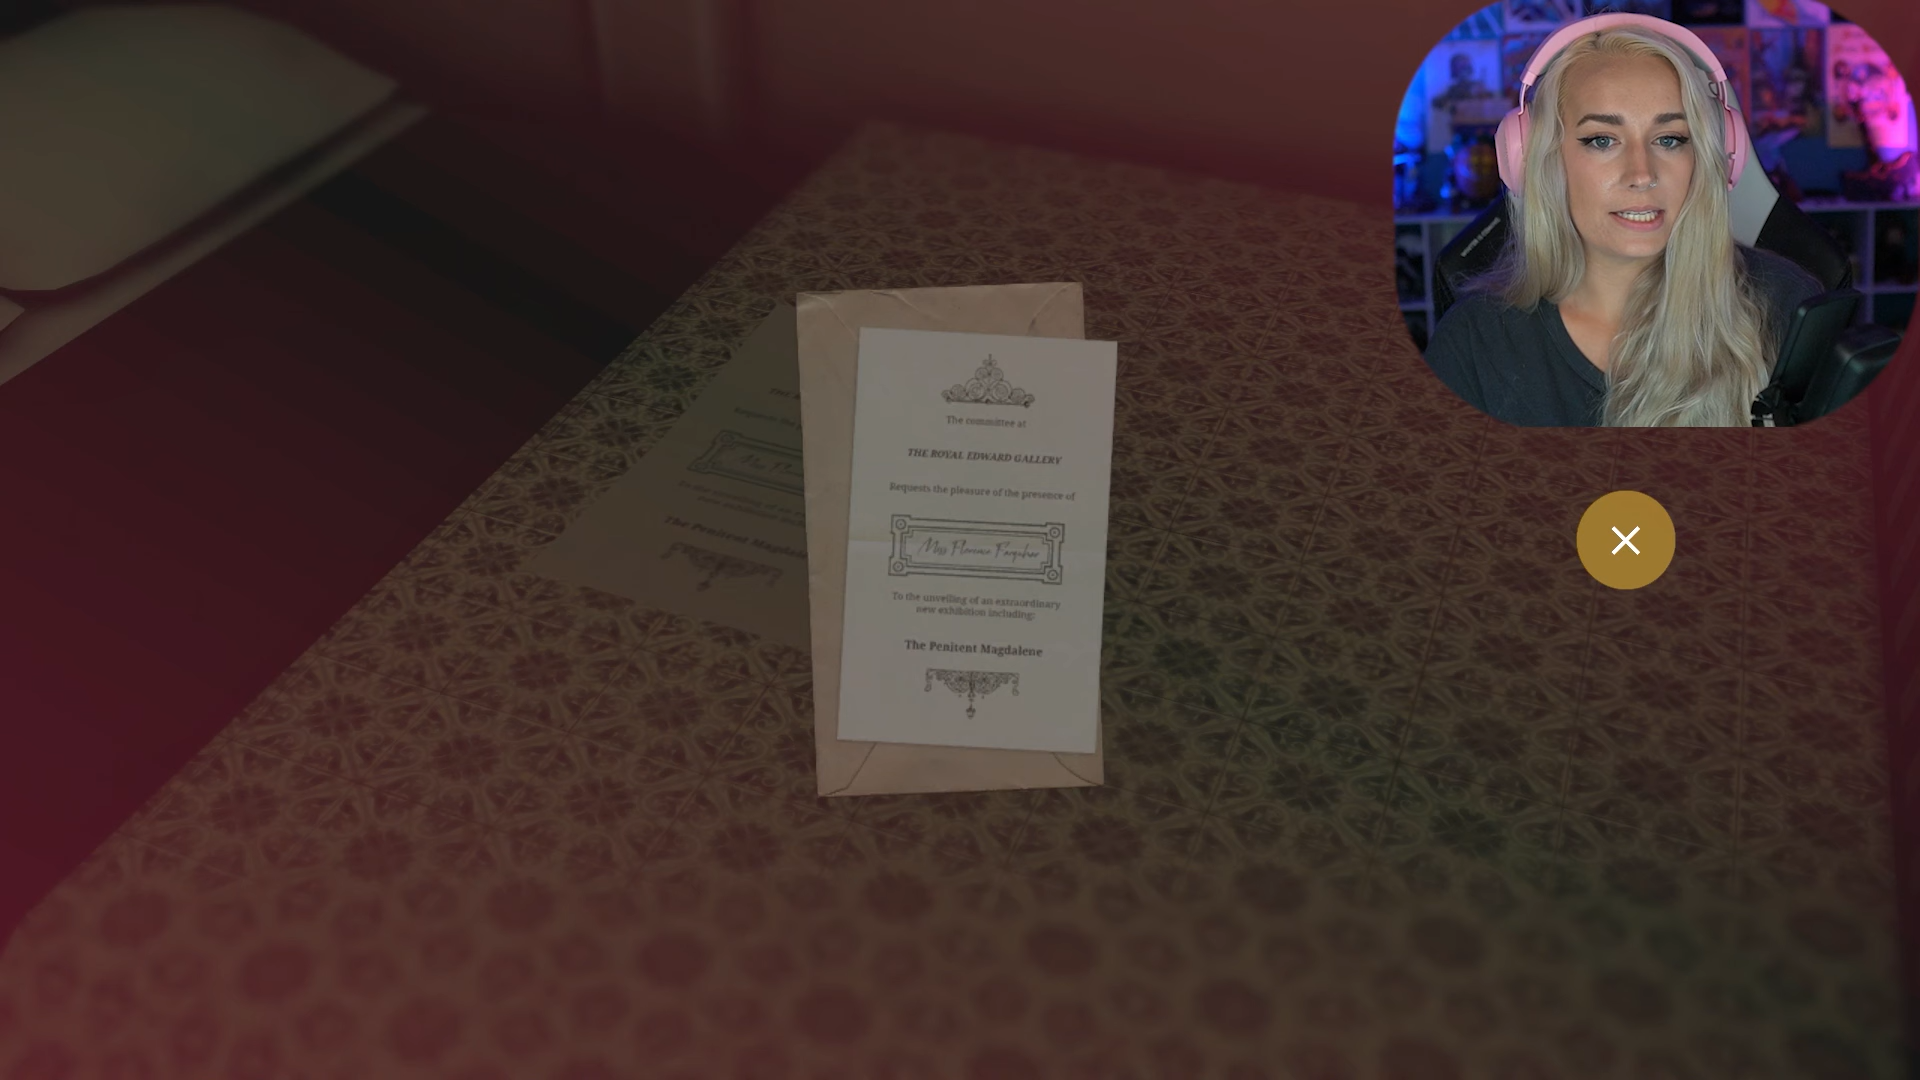 The committee at
THE ROYAL EDWARD GALLERY
Requests the pleasure of the presence of
Miss Florence Farquhar
To the unveiling of an extraordinary
new exhibition including:
The Penitent Magdalene